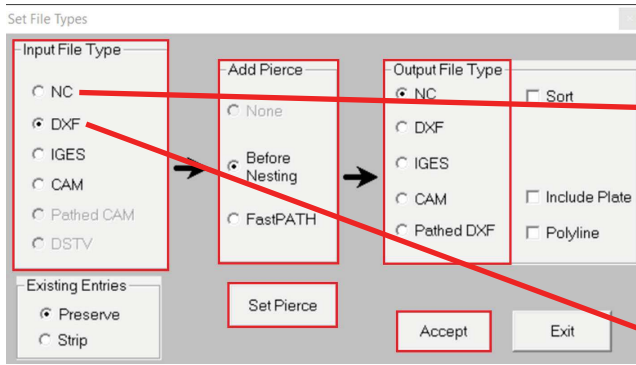 Set File Types
Input File Type
NC
DXF
IGES
CAM
Pathed CAM
DSTV
Existing Entries
Preserve
Strip
Add Pierce
None
Before
Nesting
FastPATH
Set Pierce
Output File Type
NC
DXF
IGES
CAM
Pathed DXF
Sort
Include Plate
Polyline
Accept
Exit